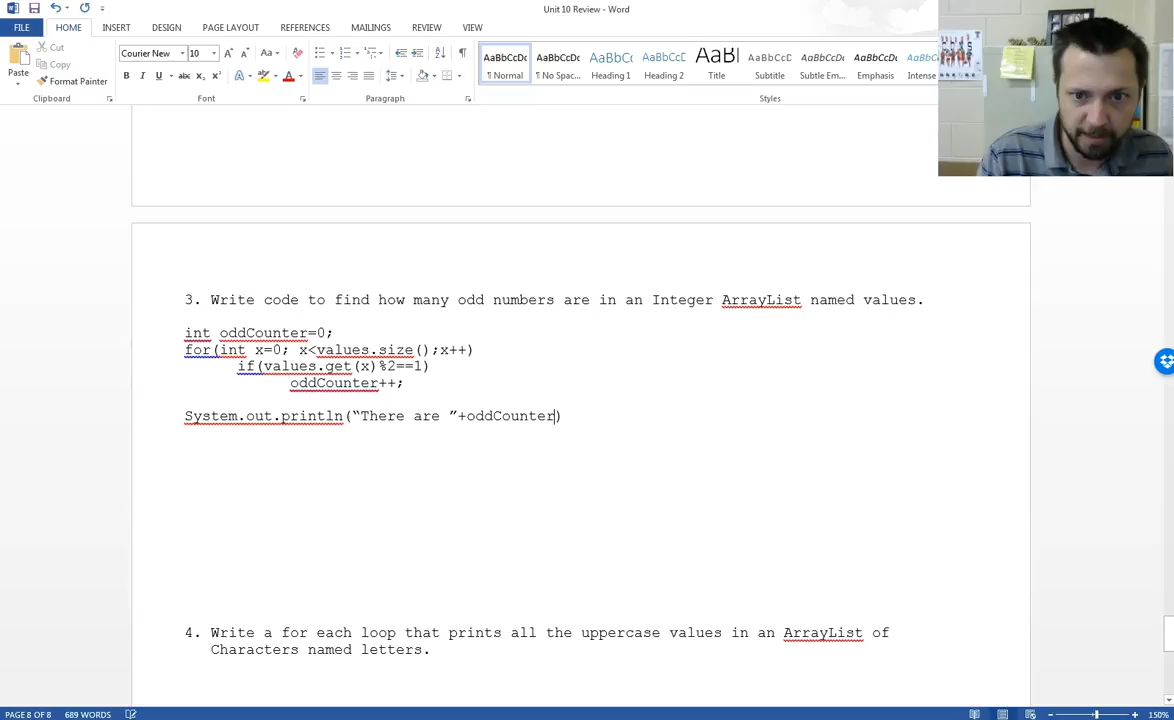 Unit 10 Review - Word
FILE HOME INSERT DESIGN PAGE LAYOUT REFERENCES MAILINGS REVIEW VIEW
Paste
Cut
Copy
Format Painter
Clipboard
Courier New 10
Font
Paragraph
AaBbCcDc AaBbCcDc AaBbC( AaBbCcE AaB( AaBbCcD AaBbCcDc AaBbCcDc AaBbCc
¶ Normal ¶ No Spac... Heading 1 Heading 2 Title Subtitle Subtle Em... Emphasis Intense
Styles
3. Write code to find how many odd numbers are in an Integer ArrayList named values.
int oddCounter=0;
for(int x=0; x<values.size();x++)
if(values.get(x)%2==1)
oddCounter++;
System.out.println(“There are ”+oddCounter)
4. Write a for each loop that prints all the uppercase values in an ArrayList of
Characters named letters.
PAGE 8 OF 8 689 WORDS 150%